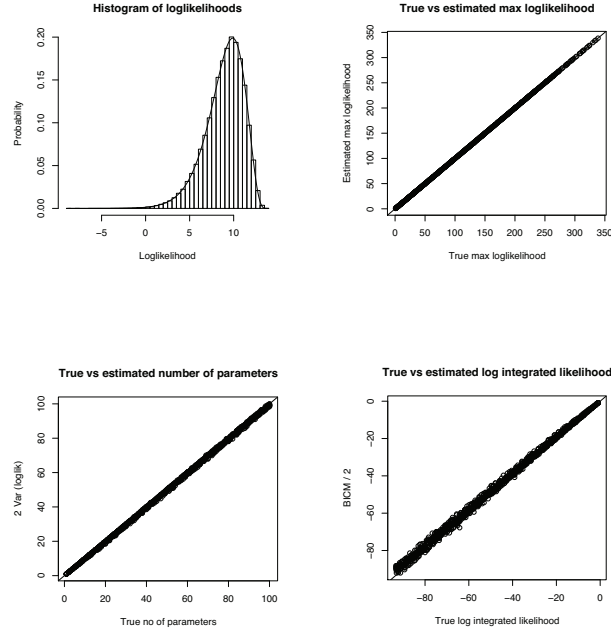 Histogram of loglikelihoods
Probability
0.00 0.05 0.10 0.15 0.20
−5 0 5 10
Loglikelihood
True vs estimated max loglikelihood
Estimated max loglikelihood
0 50 100 150 200 250 300 350
0 50 100 150 200 250 300 350
True max loglikelihood
True vs estimated number of parameters
2 Var (loglik)
0 20 40 60 80 100
0 20 40 60 80 100
True no of parameters
True vs estimated log integrated likelihood
BICM / 2
−80 −60 −40 −20 0
−80 −60 −40 −20 0
True log integrated likelihood